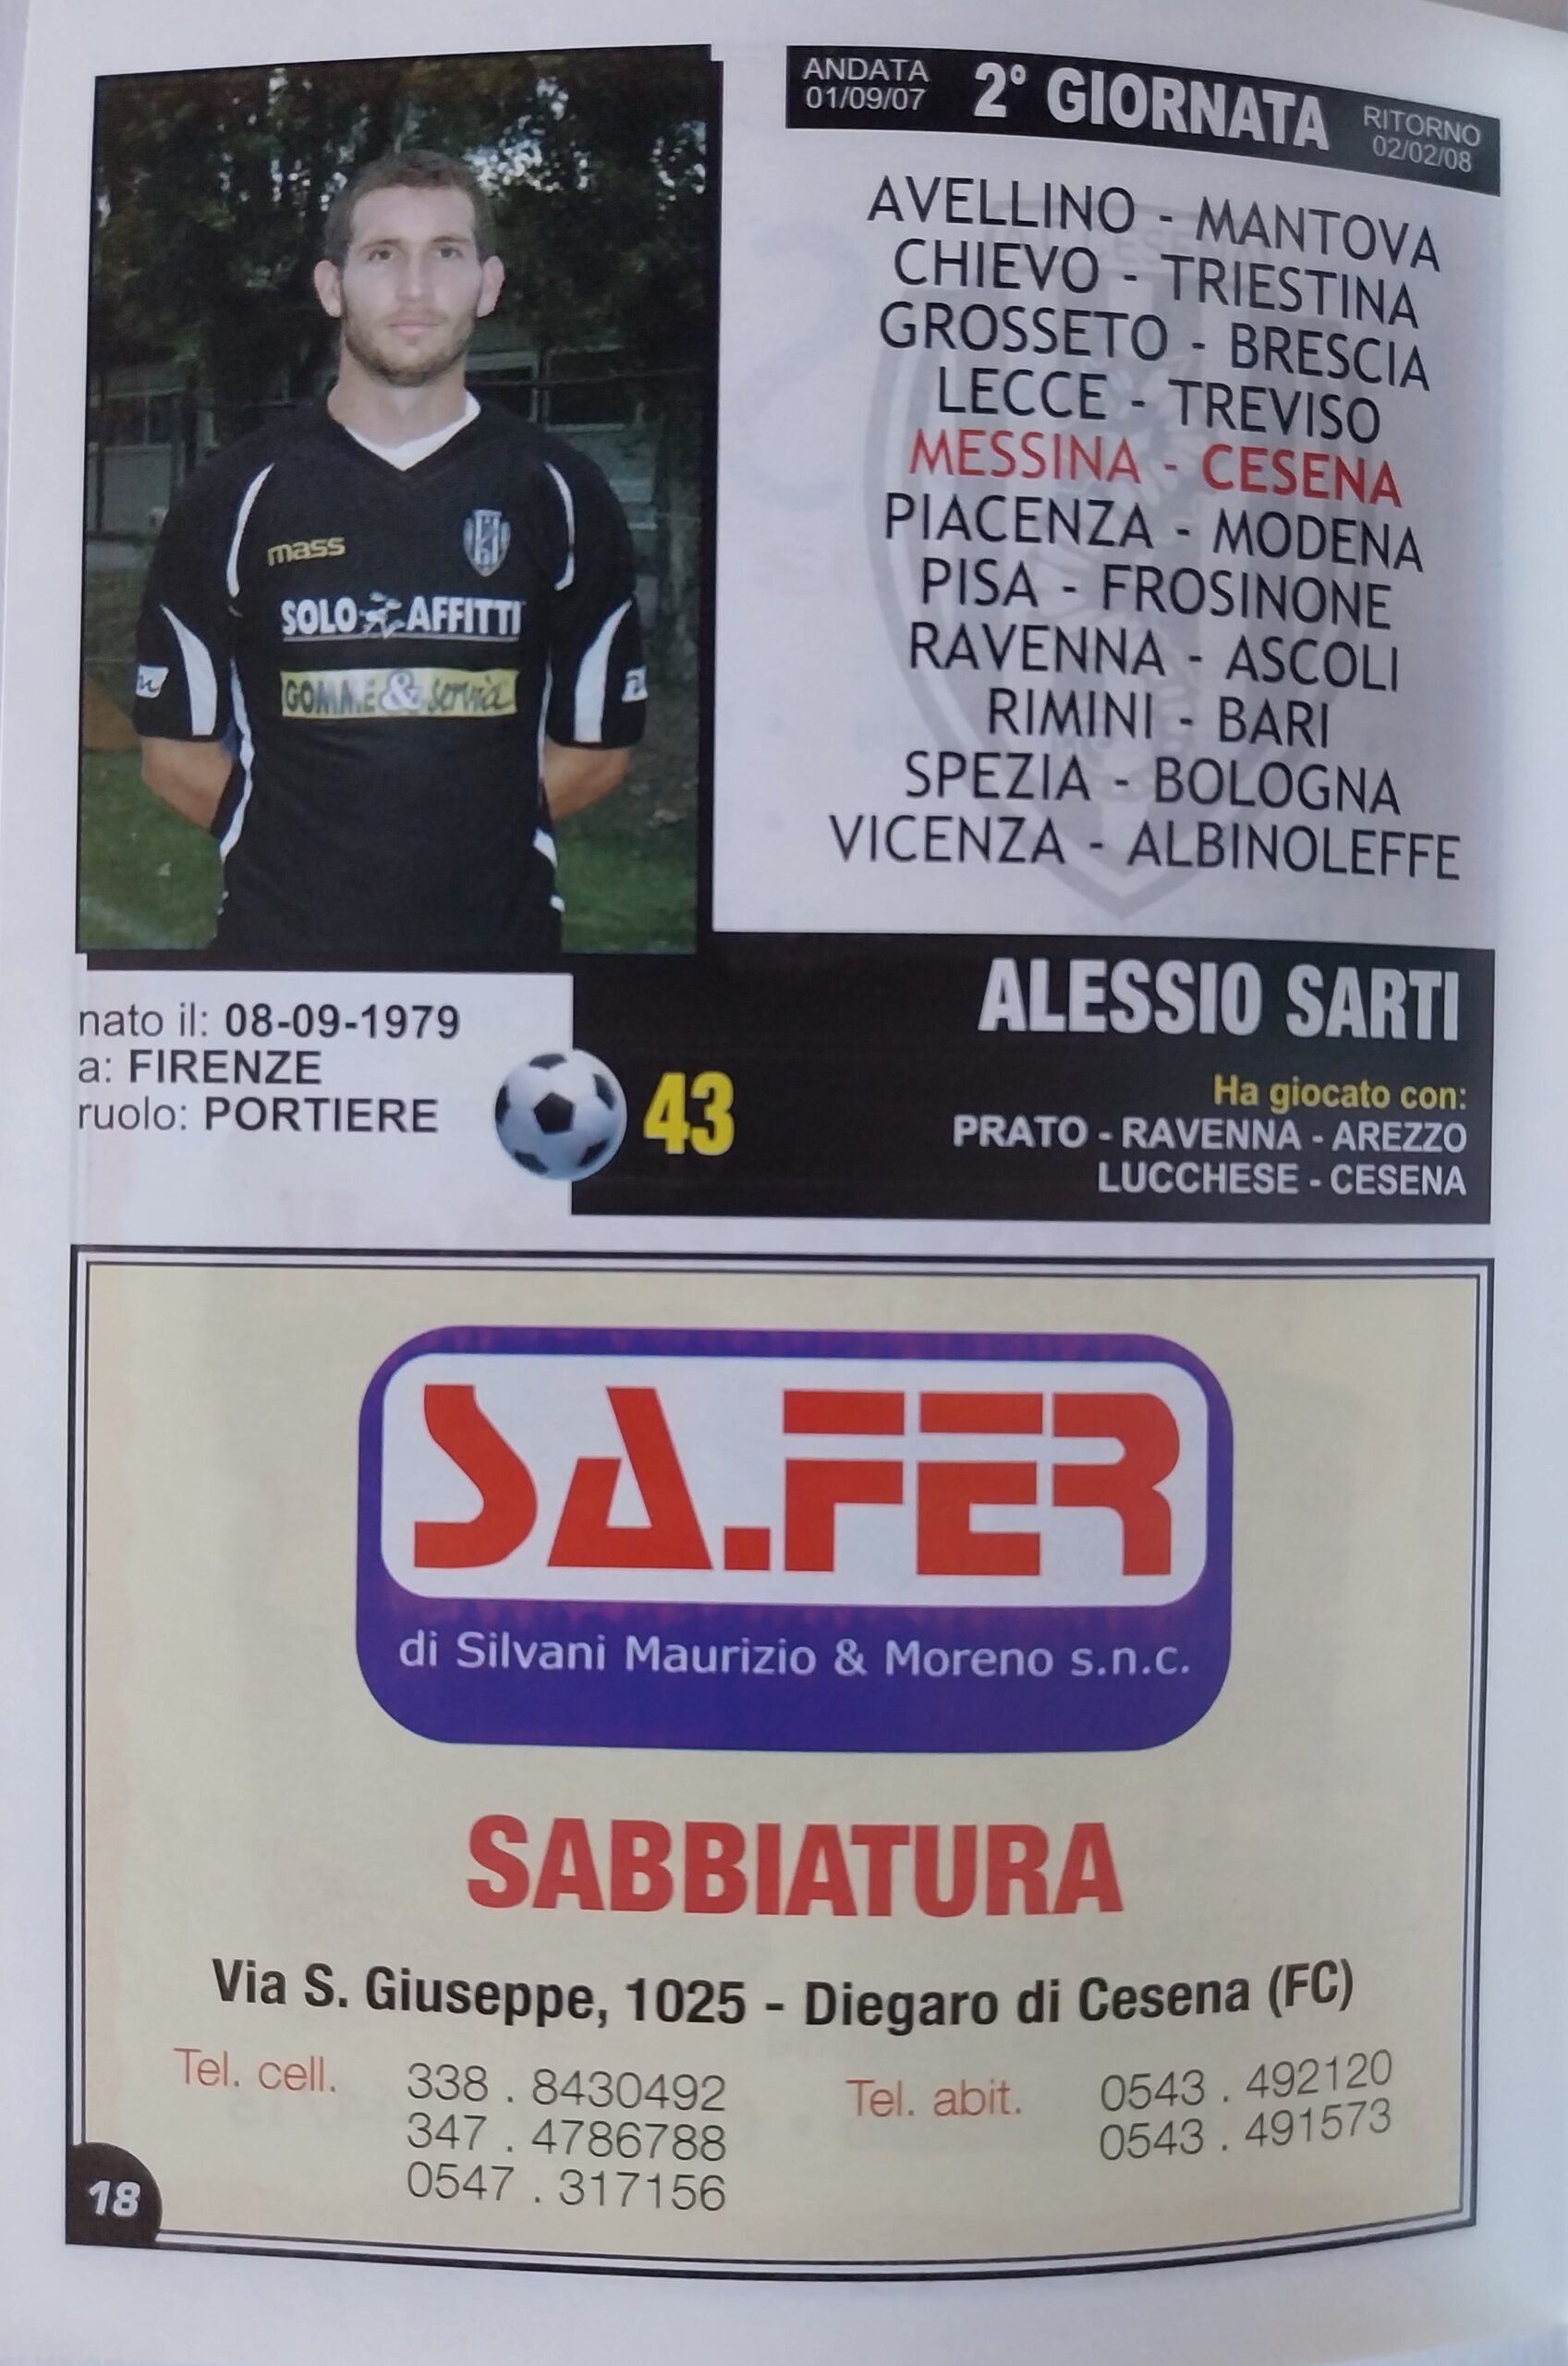 mass
SOLO AFFITTI
GOMME & servia
ANDATA
01/09/07
2° GIORNATA
RITORNO
02/02/08
AVELLINO - MANTOVA
CHIEVO - TRIESTINA
GROSSETO - BRESCIA
LECCE - TREVISO
MESSINA - CESENA
PIACENZA - MODENA
PISA - FROSINONE
RAVENNA - ASCOLI
RIMINI - BARI
SPEZIA - BOLOGNA
VICENZA - ALBINOLEFFE
nato il: 08-09-1979
a: FIRENZE
ruolo: PORTIERE
43
ALESSIO SARTI
Ha giocato con:
PRATO - RAVENNA - AREZZO
LUCCHESE - CESENA
SA.FER
di Silvani Maurizio & Moreno s.n.c.
SABBIATURA
Via S. Giuseppe, 1025 - Diegaro di Cesena (FC)
Tel. cell.
338 . 8430492
347 . 4786788
0547 . 317156
Tel. abit.
0543 . 492120
0543 . 491573
18